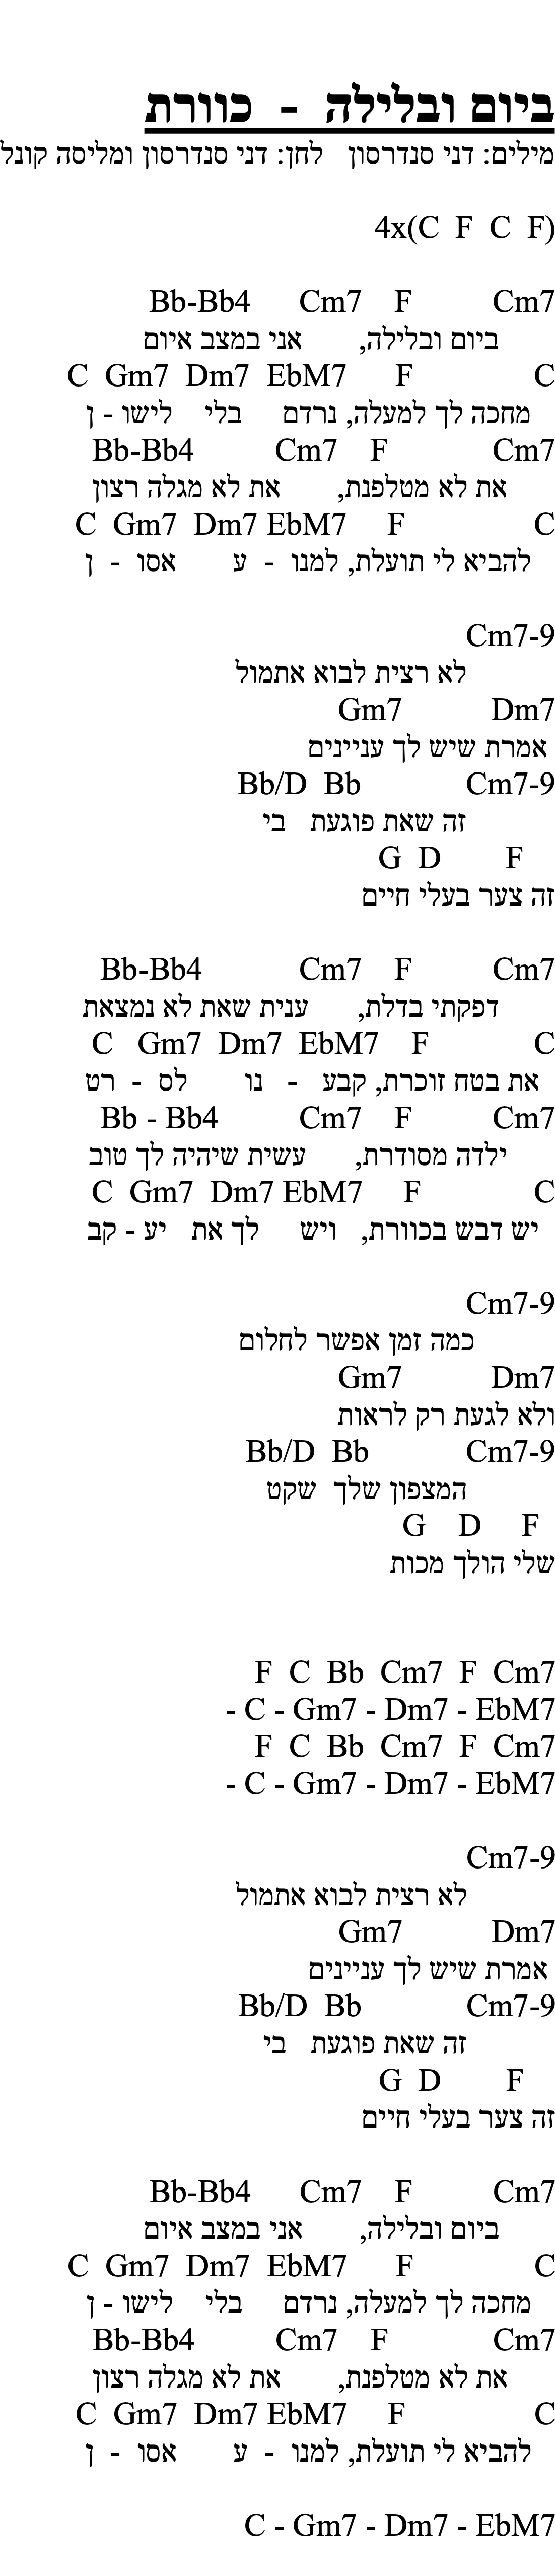 ביום ובלילה - כוורת
מילים: דני סנדרסון   לחן: דני סנדרסון ומליסה קונל
4x(C  F  C  F)
Bb-Bb4      Cm7    F          Cm7
ביום ובלילה,       אני במצב איום
C  Gm7  Dm7  EbM7      F               C
מחכה לך למעלה, נרדם     בלי    לישו - ן
Bb-Bb4          Cm7    F             Cm7
את לא מטלפנת,       את לא מגלה רצון
C  Gm7  Dm7 EbM7     F                C
להביא לי תועלת, למנו  -  ע       אסו  -  ן
Cm7-9
לא רצית לבוא אתמול
Gm7           Dm7
אמרת שיש לך עניינים
Bb/D  Bb             Cm7-9
זה שאת פוגעת   בי
G  D        F
זה צער בעלי חיים
Bb-Bb4            Cm7    F          Cm7
דפקתי בדלת,      ענית שאת לא נמצאת
C   Gm7  Dm7  EbM7    F             C
את בטח זוכרת, קבע   -   נו       לס  -  רט
Bb - Bb4          Cm7    F          Cm7
ילדה מסודרת,      עשית שיהיה לך טוב
C  Gm7  Dm7 EbM7     F              C
יש דבש בכוורת,   ויש     לך את   יע - קב
Cm7-9
כמה זמן אפשר לחלום
Gm7           Dm7
ולא לגעת רק לראות
Bb/D  Bb            Cm7-9
המצפון שלך  שקט
G    D     F
שלי הולך מכות
F  C  Bb  Cm7  F  Cm7
- C - Gm7 - Dm7 - EbM7
F  C  Bb  Cm7  F  Cm7
- C - Gm7 - Dm7 - EbM7
Cm7-9
לא רצית לבוא אתמול
Gm7           Dm7
אמרת שיש לך עניינים
Bb/D  Bb             Cm7-9
זה שאת פוגעת   בי
G  D        F
זה צער בעלי חיים
Bb-Bb4      Cm7    F          Cm7
ביום ובלילה,       אני במצב איום
C  Gm7  Dm7  EbM7      F               C
מחכה לך למעלה, נרדם     בלי    לישו - ן
Bb-Bb4          Cm7    F             Cm7
את לא מטלפנת,       את לא מגלה רצון
C  Gm7  Dm7 EbM7     F                C
להביא לי תועלת, למנו  -  ע       אסו  -  ן
C - Gm7 - Dm7 - EbM7